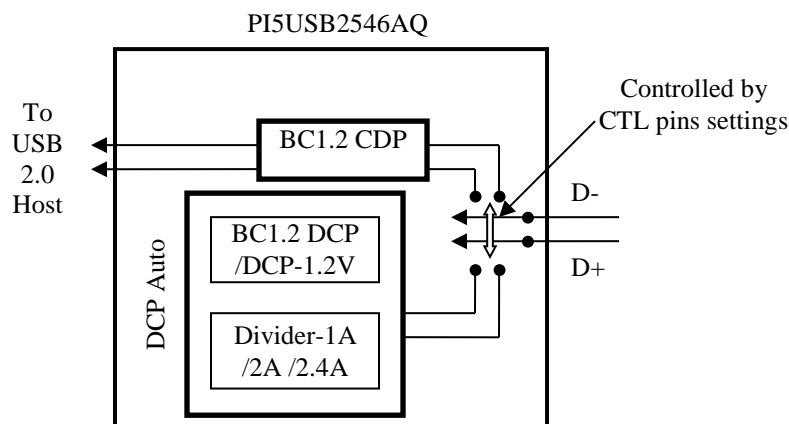 PI5USB2546AQ
To
USB
2.0
Host
BC1.2 CDP
Controlled by
CTL pins settings
D-
D+
DCP Auto
BC1.2 DCP
/DCP-1.2V
Divider-1A
/2A /2.4A